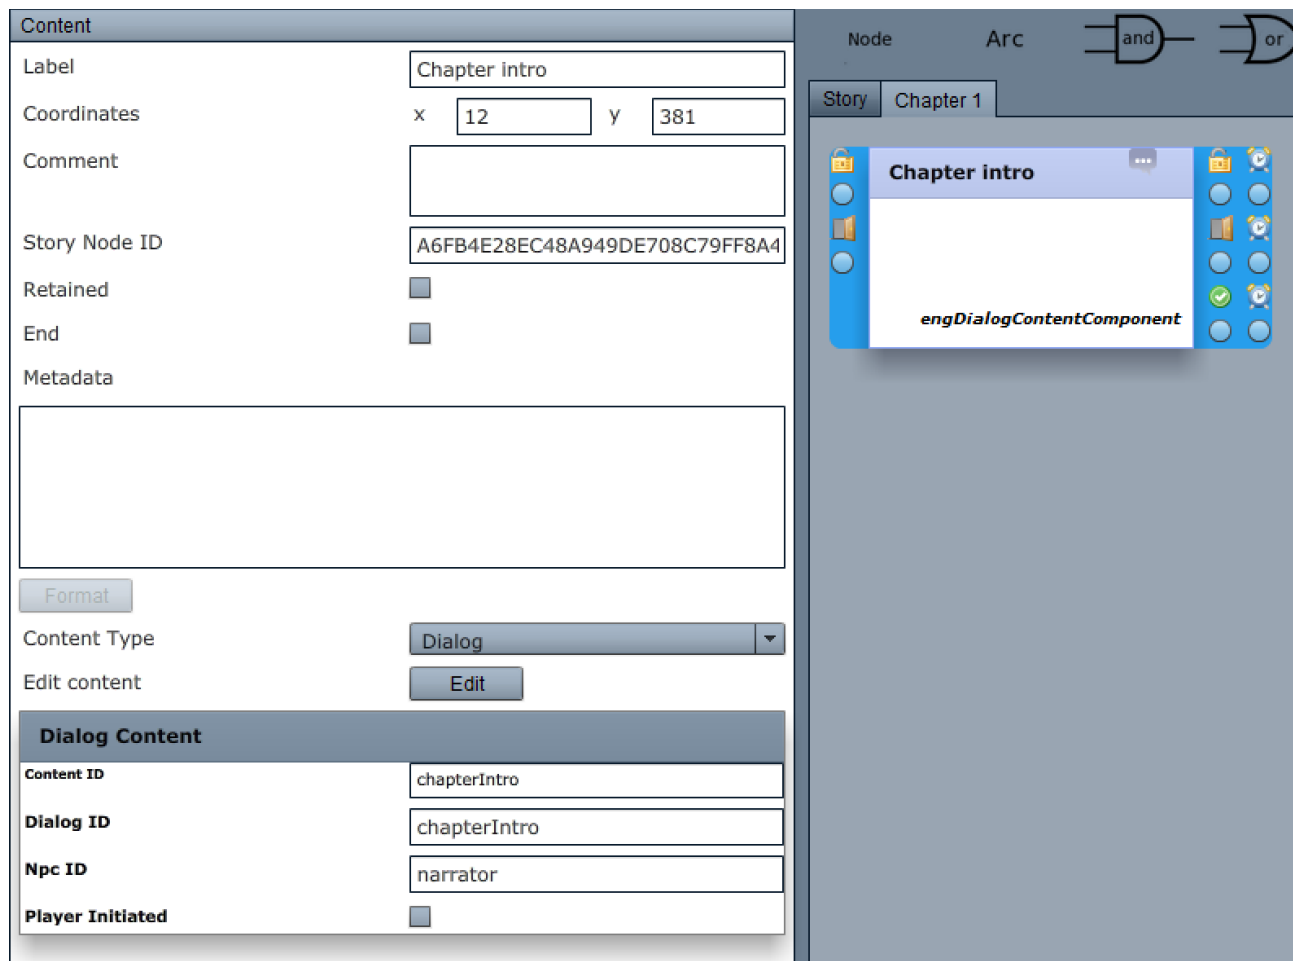 Content
Label
Chapter intro
Coordinates
x
12
y
381
Comment
Story Node ID
A6FB4E28EC48A949DE708C79FF8A4
Retained
End
Metadata
Format
Content Type
Dialog
Edit content
Edit
Dialog Content
Content ID
chapterIntro
Dialog ID
chapterIntro
Npc ID
narrator
Player Initiated
Node
Arc
and
or
Story
Chapter 1
Chapter intro
engDialogContentComponent